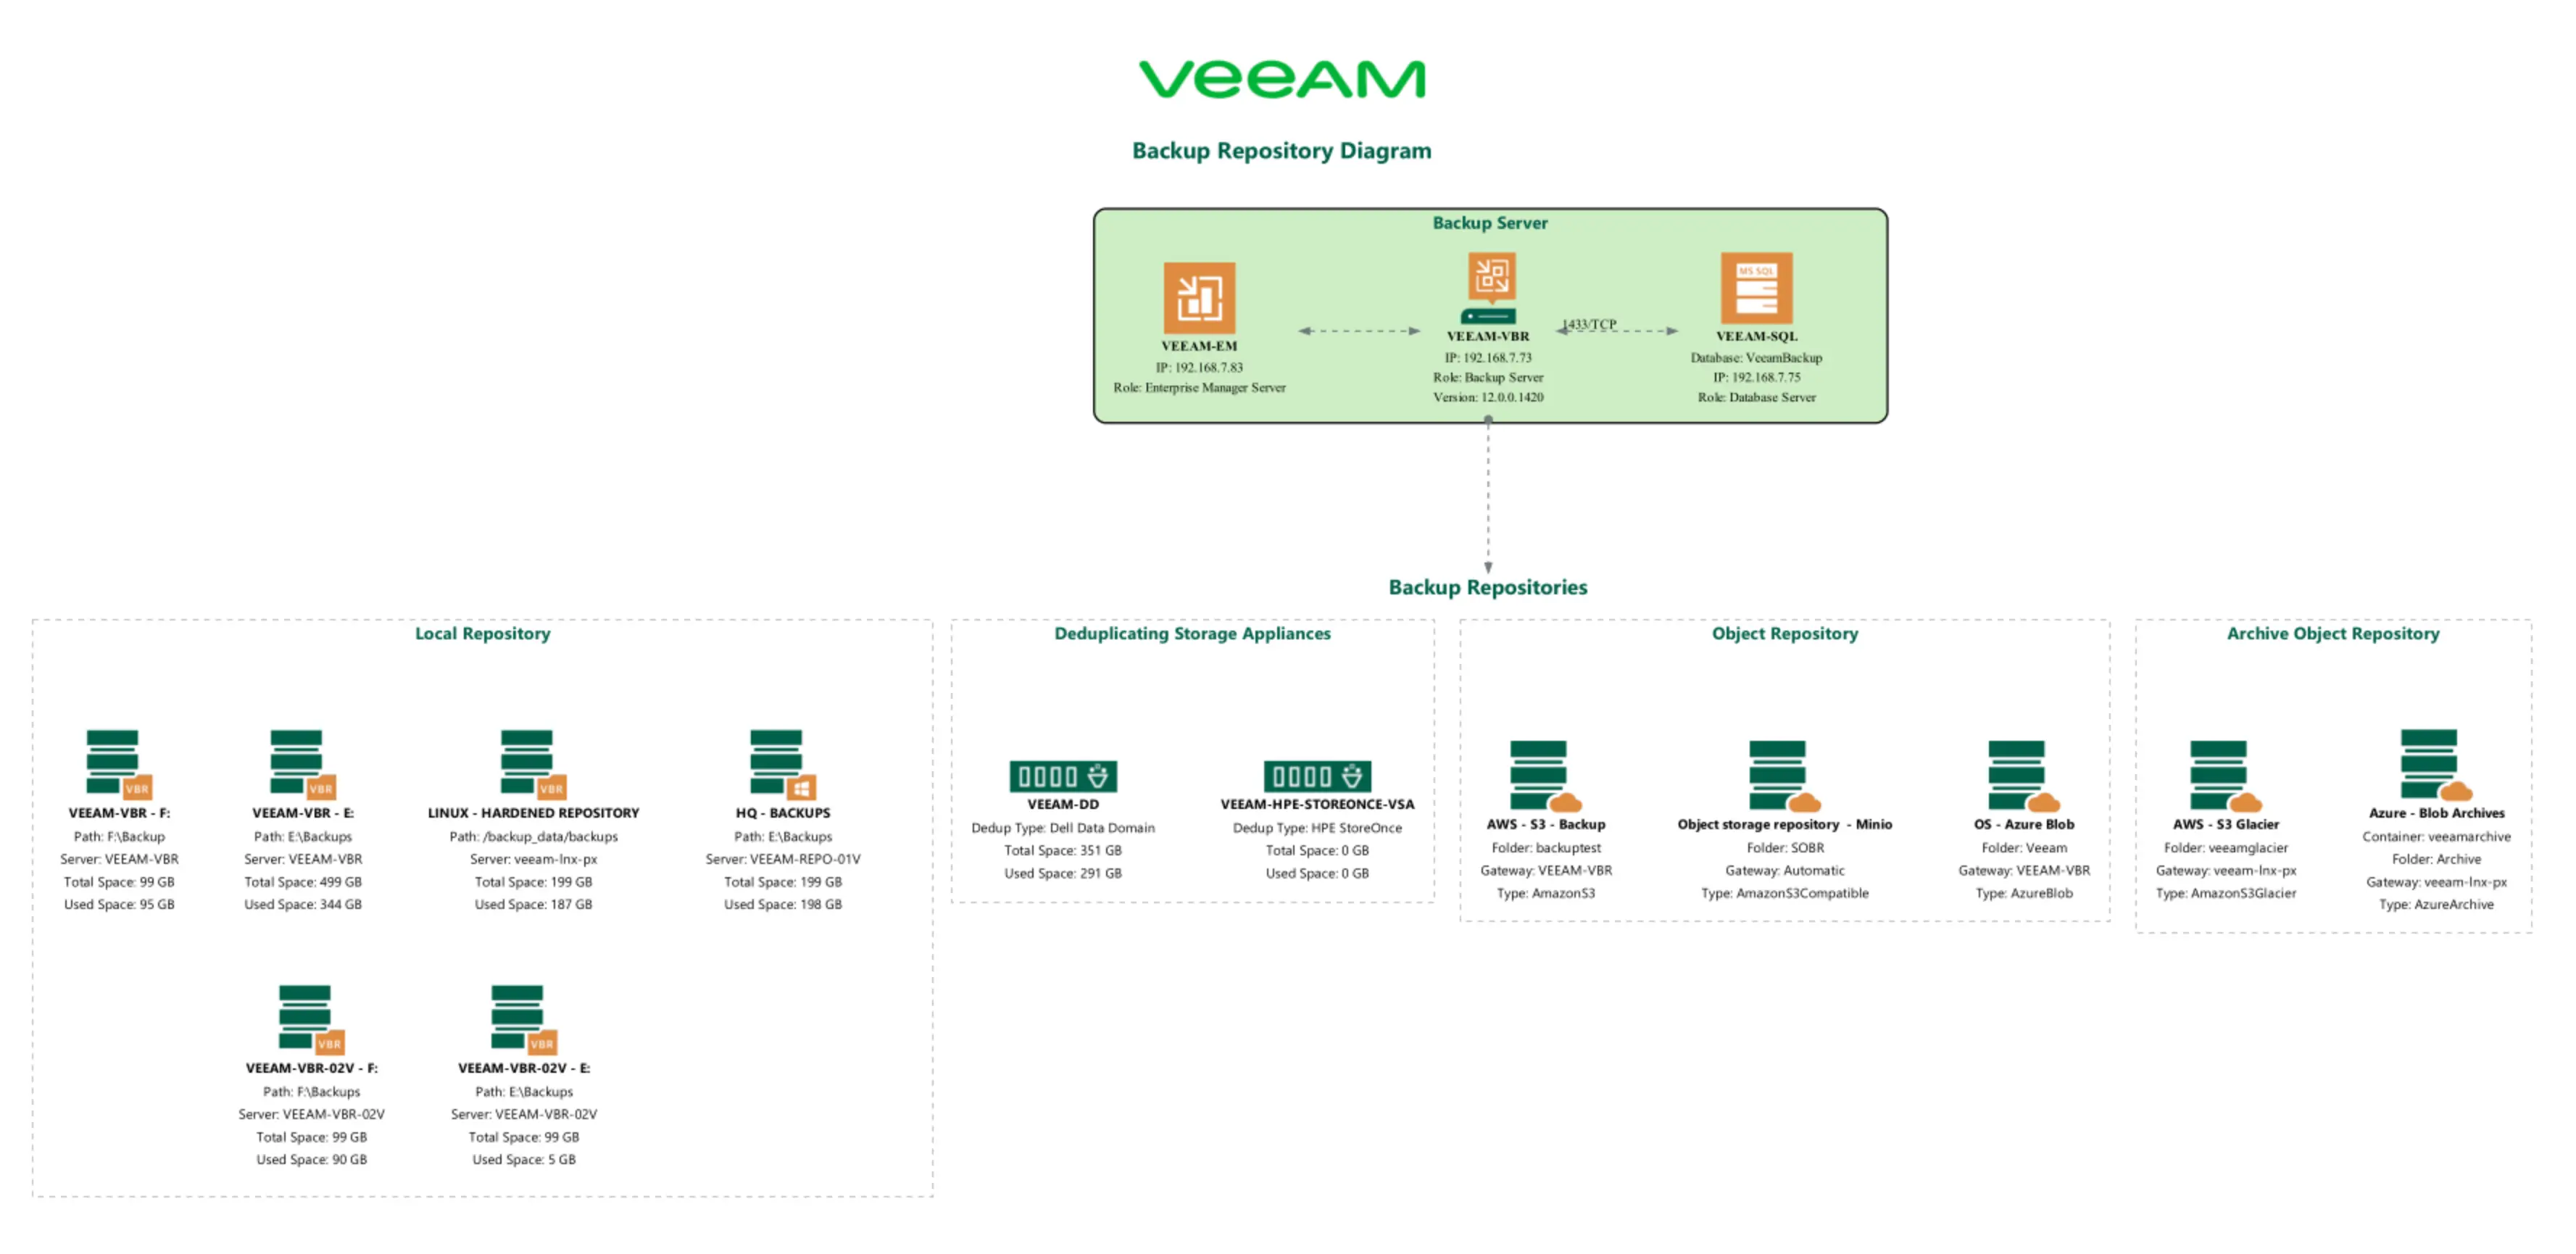 veeAM
Backup Repository Diagram
Backup Server
MS SQL
1433/TCP
VEEAM-EM
IP: 192.168.7.83
Role: Enterprise Manager Server
VEEAM-VBR
IP: 192.168.7.73
Role: Backup Server
Version: 12.0.0.1420
VEEAM-SQL
Database: VeeamBackup
IP: 192.168.7.75
Role: Database Server
Backup Repositories
Local Repository
VBR
VEEAM-VBR - F:
Path: F:\Backup
Server: VEEAM-VBR
Total Space: 99 GB
Used Space: 95 GB
VBR
VEEAM-VBR - E:
Path: E:\Backups
Server: VEEAM-VBR
Total Space: 499 GB
Used Space: 344 GB
VBR
LINUX - HARDENED REPOSITORY
Path: /backup_data/backups
Server: veeam-lnx-px
Total Space: 199 GB
Used Space: 187 GB
HQ - BACKUPS
Path: E:\Backups
Server: VEEAM-REPO-01V
Total Space: 199 GB
Used Space: 198 GB
VBR
VEEAM-VBR-02V - F:
Path: F:\Backups
Server: VEEAM-VBR-02V
Total Space: 99 GB
Used Space: 90 GB
VBR
VEEAM-VBR-02V - E:
Path: E:\Backups
Server: VEEAM-VBR-02V
Total Space: 99 GB
Used Space: 5 GB
Deduplicating Storage Appliances
VEEAM-DD
Dedup Type: Dell Data Domain
Total Space: 351 GB
Used Space: 291 GB
VEEAM-HPE-STOREONCE-VSA
Dedup Type: HPE StoreOnce
Total Space: 0 GB
Used Space: 0 GB
Object Repository
AWS - S3 - Backup
Folder: backuptest
Gateway: VEEAM-VBR
Type: AmazonS3
Object storage repository - Minio
Folder: SOBR
Gateway: Automatic
Type: AmazonS3Compatible
OS - Azure Blob
Folder: Veeam
Gateway: VEEAM-VBR
Type: AzureBlob
Archive Object Repository
AWS - S3 Glacier
Folder: veeamglacier
Gateway: veeam-lnx-px
Type: AmazonS3Glacier
Azure - Blob Archives
Container: veeamarchive
Folder: Archive
Gateway: veeam-lnx-px
Type: AzureArchive